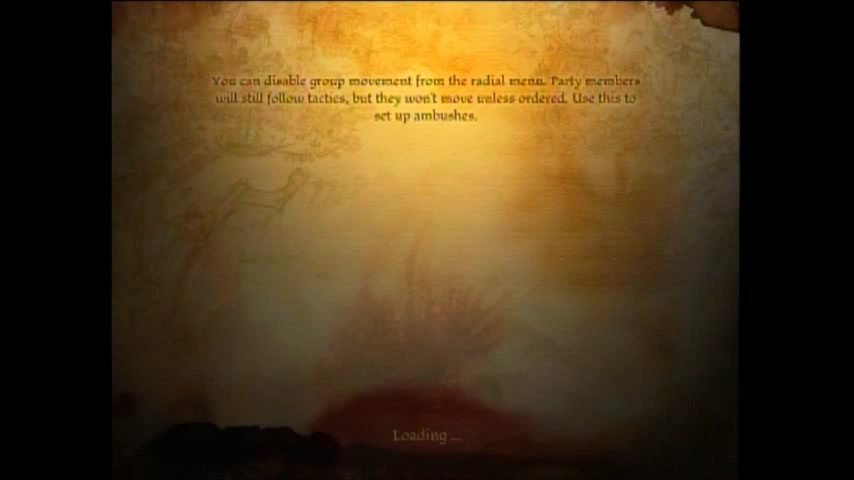 You can disable group movement from the radial menu. Party members
will still follow tactics, but they won't move unless ordered. Use this to
set up ambushes.
Loading ...